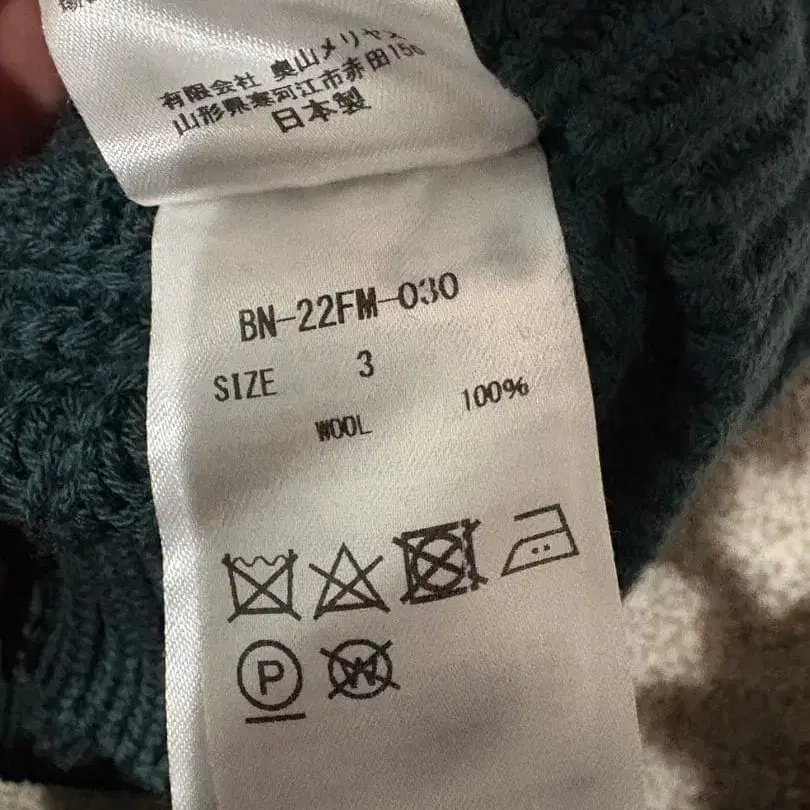 有限会社 奥山メリヤス
山形県寒河江市赤田156
日本製
BN-22FM-030
SIZE 3
WOOL 100%
P
W